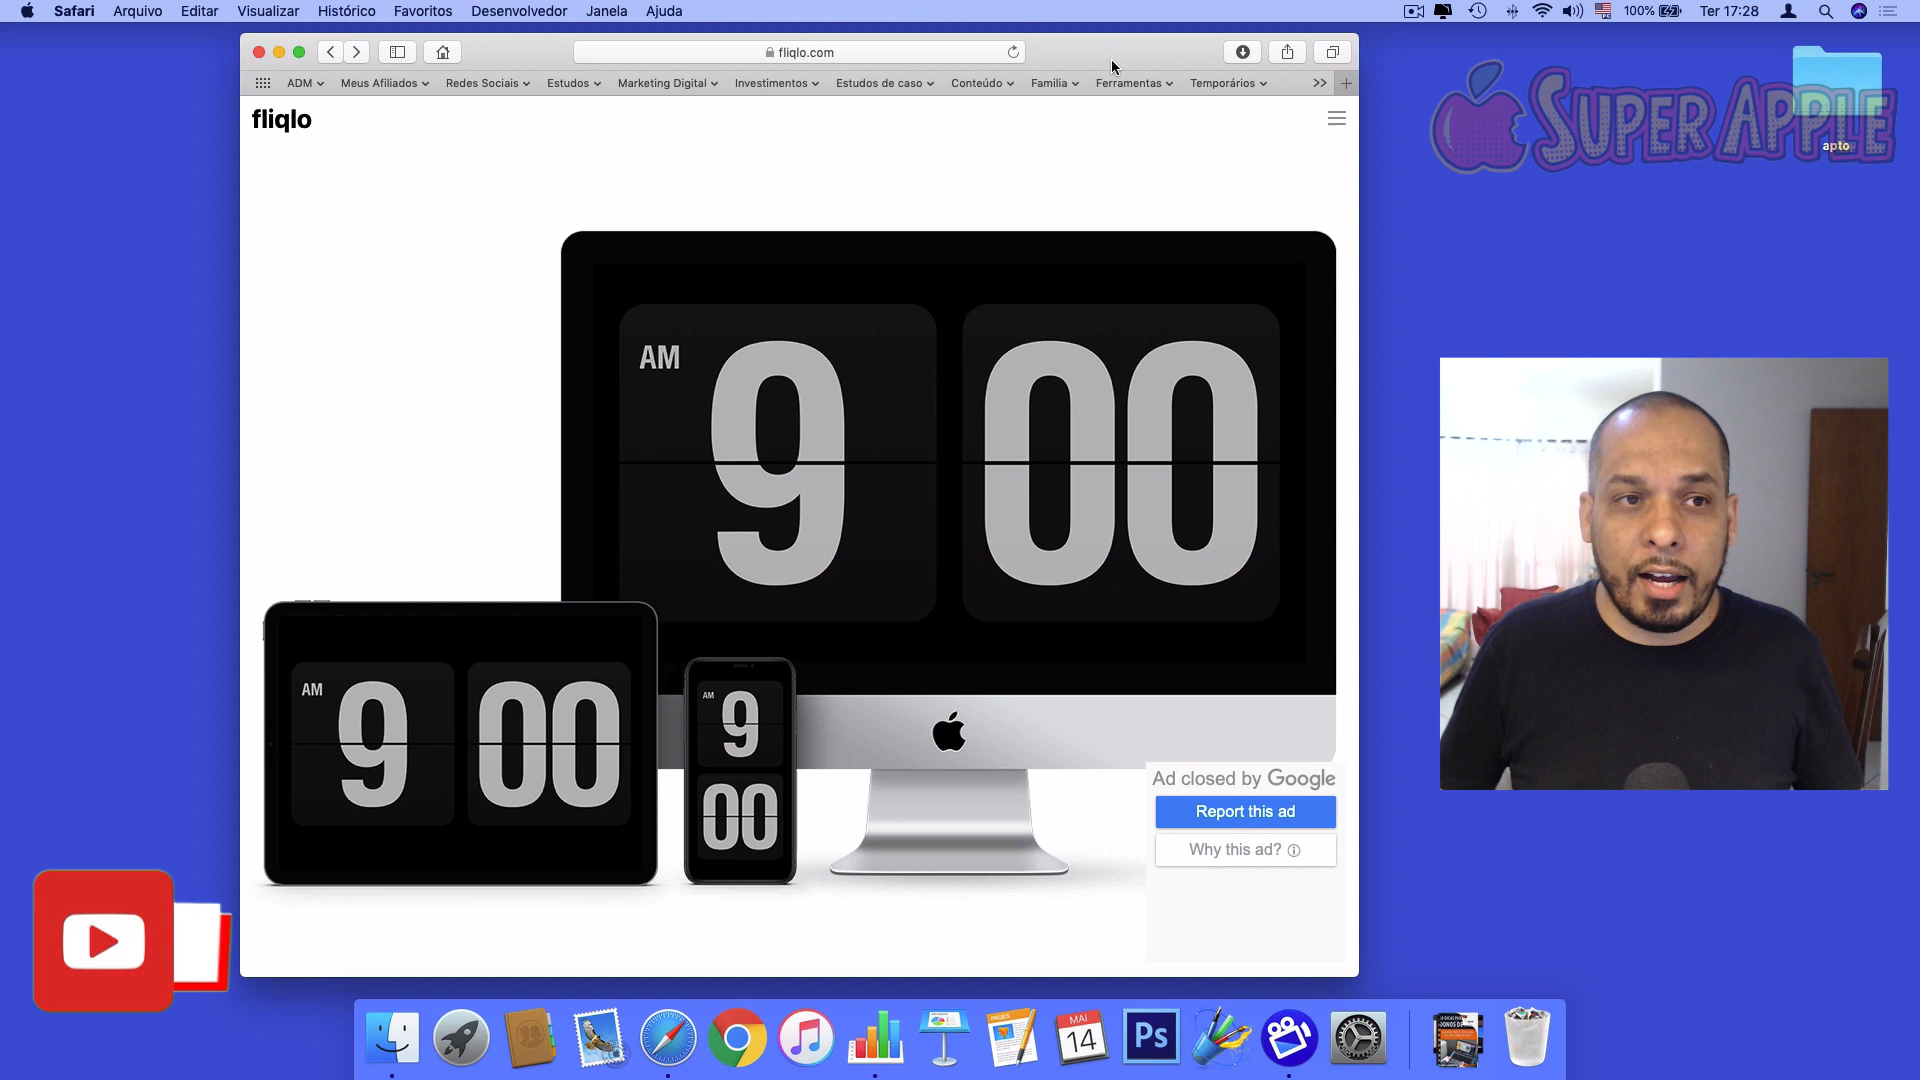 Safari Arquivo Editar Visualizar Histórico Favoritos Desenvolvedor Janela Ajuda 100% Ter 17:28
fliqlo.com
ADM Meus Afiliados Redes Sociais Estudos Marketing Digital Investimentos Estudos de caso Conteúdo Familia Ferramentas Temporários >>
fliqlo
SUPER APPLE
apto
AM 9 00
AM 9 00
AM 9
00
Ad closed by Google
Report this ad
Why this ad?
PAGES
MAI
14
Ps